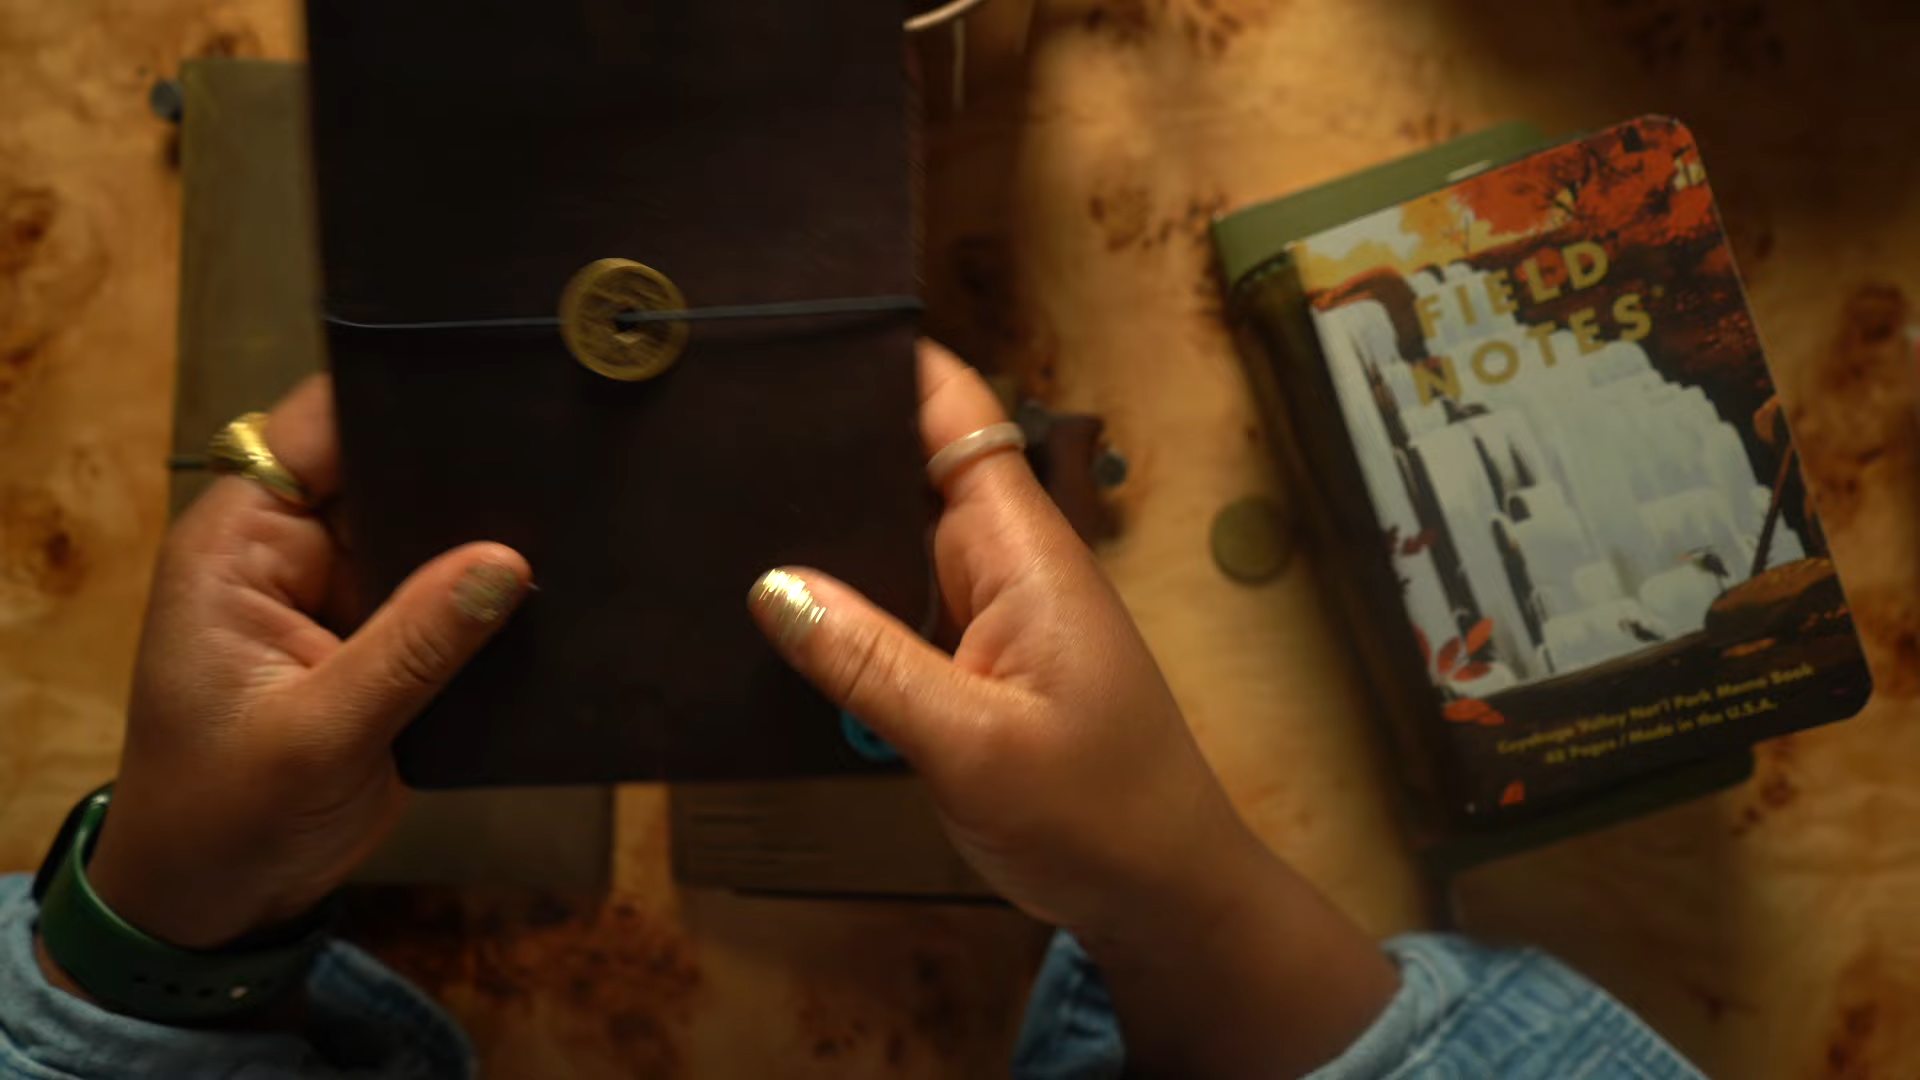 FIELD
NOTES
Cuyahoga Valley Nat'l Park Memo Book
48 Pages / Made in the U.S.A.